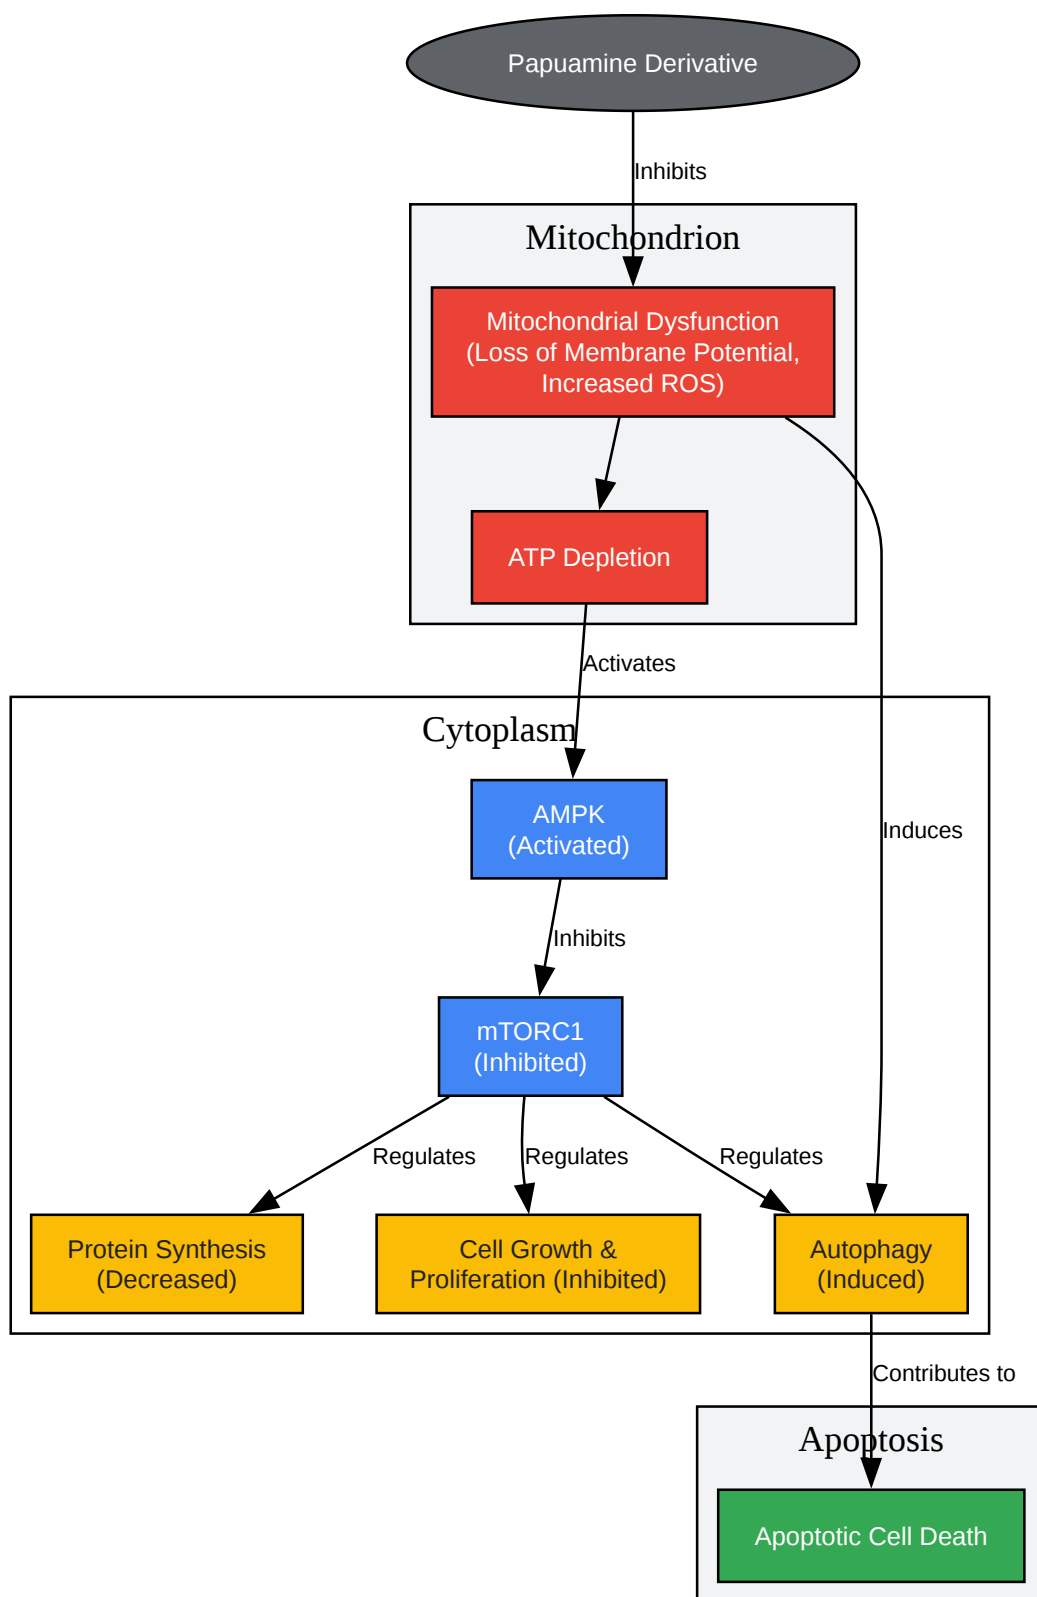 Papuamine Derivative
Inhibits
Mitochondrion
Mitochondrial Dysfunction
(Loss of Membrane Potential,
Increased ROS)
ATP Depletion
Activates
Cytoplasm
AMPK
(Activated)
Induces
Inhibits
mTORC1
(Inhibited)
Regulates
Regulates
Regulates
Protein Synthesis
(Decreased)
Cell Growth &
Proliferation (Inhibited)
Autophagy
(Induced)
Contributes to
Apoptosis
Apoptotic Cell Death